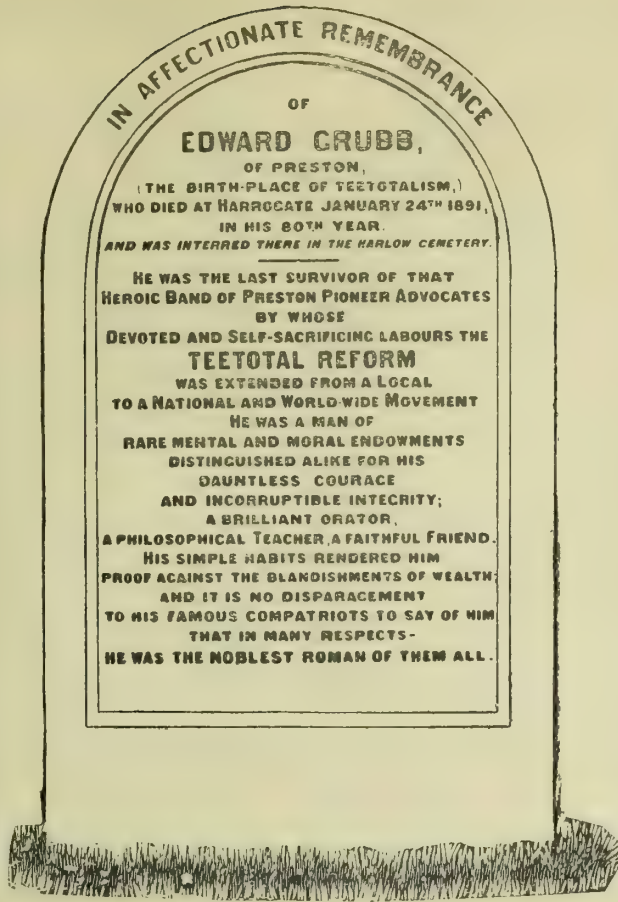 IN AFFECTIONATE REMEMBRANCE
OF
EDWARD GRUBB,
OF PRESTON,
(THE BIRTH-PLACE OF TEETOTALISM,)
WHO DIED AT HARROGATE JANUARY 24TH 1891,
IN HIS 80TH YEAR.
AND WAS INTERRED THERE IN THE HARLOW CEMETERY.
HE WAS THE LAST SURVIVOR OF THAT
HEROIC BAND OF PRESTON PIONEER ADVOCATES
BY WHOSE
DEVOTED AND SELF-SACRIFICING LABOURS THE
TEETOTAL REFORM
WAS EXTENDED FROM A LOCAL
TO A NATIONAL AND WORLD-WIDE MOVEMENT
HE WAS A MAN OF
RARE MENTAL AND MORAL ENDOWMENTS
DISTINGUISHED ALIKE FOR HIS
DAUNTLESS COURAGE
AND INCORRUPTIBLE INTEGRITY;
A BRILLIANT ORATOR,
A PHILOSOPHICAL TEACHER, A FAITHFUL FRIEND.
HIS SIMPLE HABITS RENDERED HIM
PROOF AGAINST THE BLANDISHMENTS OF WEALTH;
AND IT IS NO DISPARAGEMENT
TO HIS FAMOUS COMPATRIOTS TO SAY OF HIM
THAT IN MANY RESPECTS-
HE WAS THE NOBLEST ROMAN OF THEM ALL.